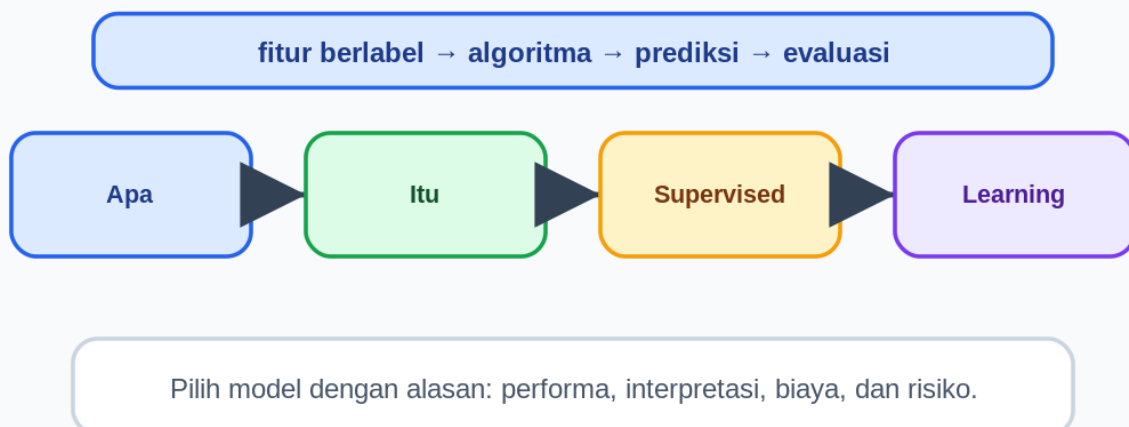 fitur berlabel → algoritma → prediksi → evaluasi
Apa
Itu
Supervised
Learning
Pilih model dengan alasan: performa, interpretasi, biaya, dan risiko.